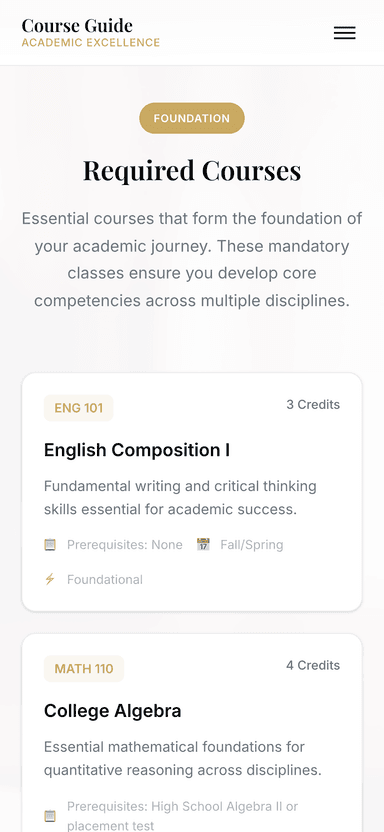 Course Guide
ACADEMIC EXCELLENCE
FOUNDATION
Required Courses
Essential courses that form the foundation of
your academic journey. These mandatory
classes ensure you develop core
competencies across multiple disciplines.
ENG 101
3 Credits
English Composition I
Fundamental writing and critical thinking
skills essential for academic success.
Prerequisites: None
Fall/Spring
Foundational
MATH 110
4 Credits
College Algebra
Essential mathematical foundations for
quantitative reasoning across disciplines.
Prerequisites: High School Algebra II or
placement test